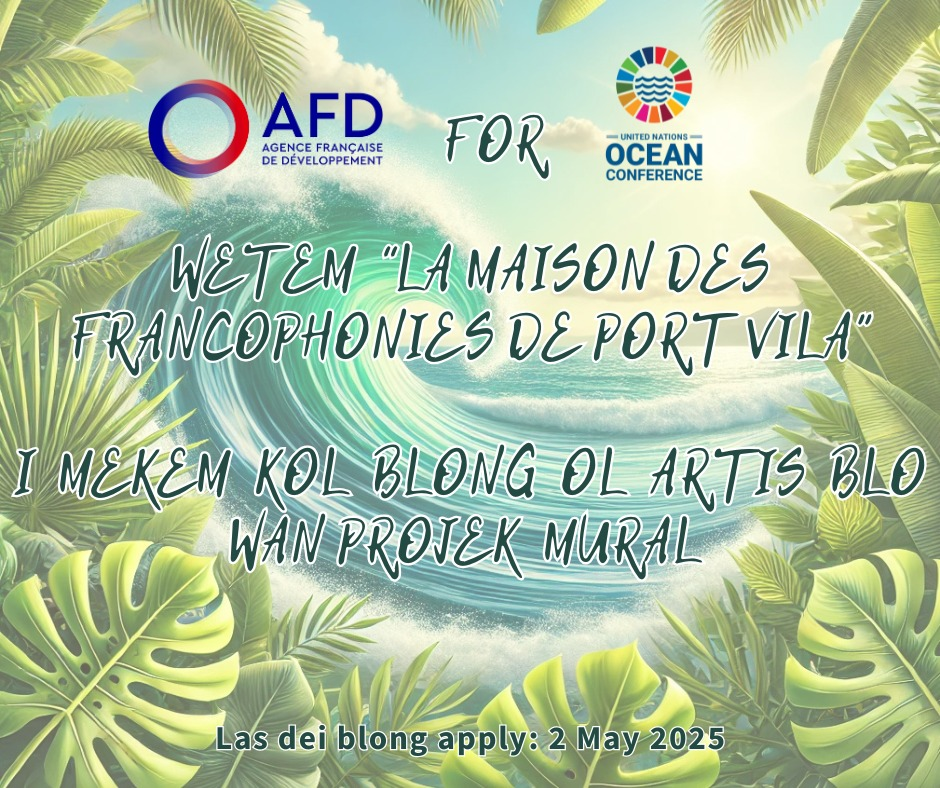 AFD
AGENCE FRANÇAISE
DE DÉVELOPPEMENT
FOR
UNITED NATIONS
OCEAN
CONFERENCE
WETEM "LA MAISON DES
FRANCOPHONIES DE PORT VILA"
I MEKEM KOL BLONG OL ARTIS BLO
WAN PROJEK MURAL
Las dei blong apply: 2 May 2025